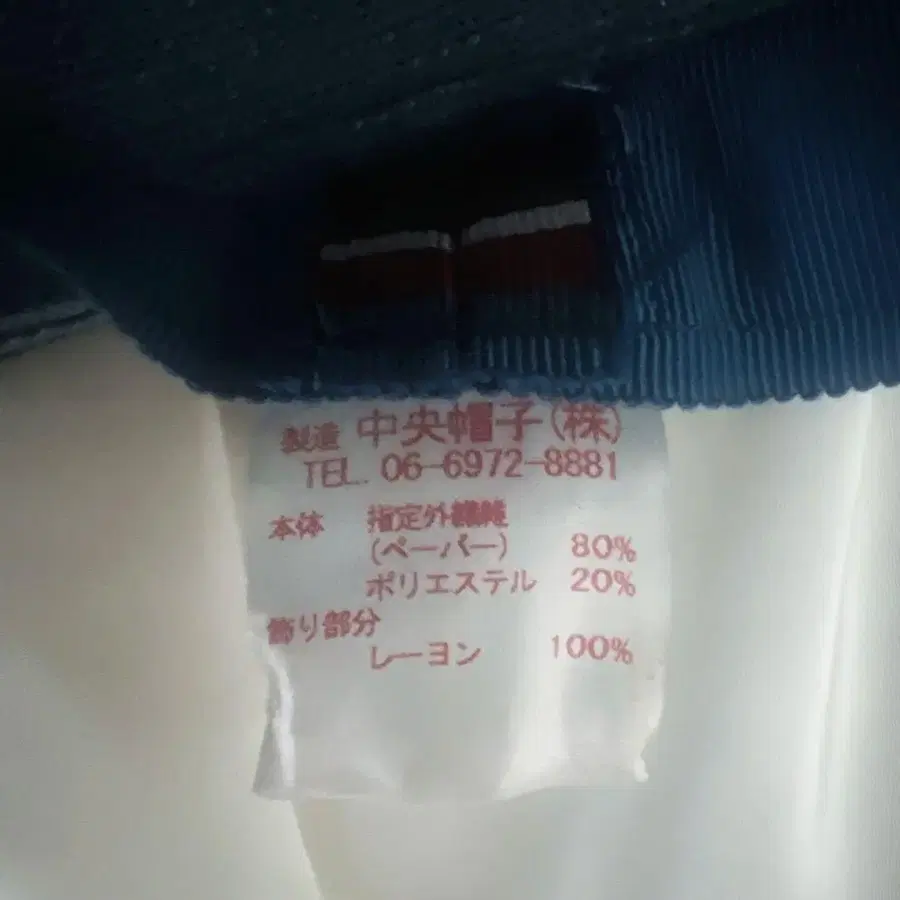 製造 中央帽子(株)
TEL. 06-6972-8881
本体 指定外繊維
(ペーパー) 80%
ポリエステル 20%
飾り部分
レーヨン 100%